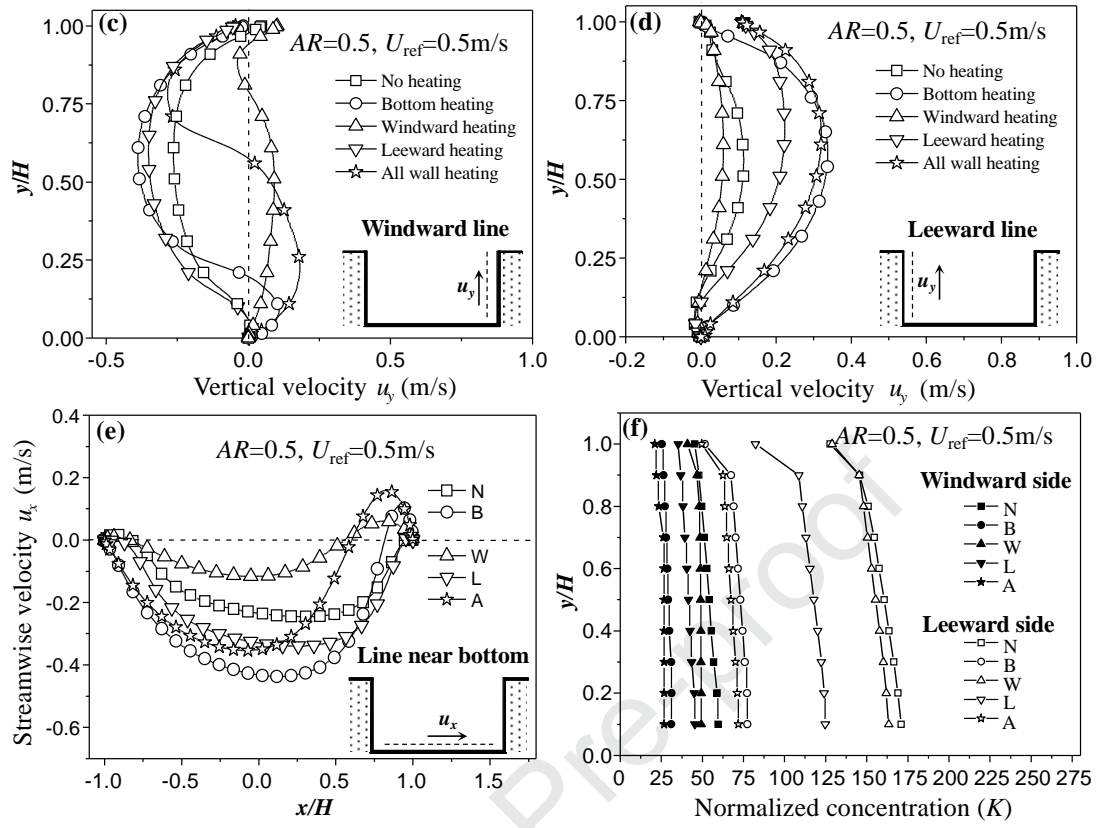 (c)
AR=0.5, U_ref=0.5m/s
No heating
Bottom heating
Windward heating
Leeward heating
All wall heating
Windward line
u_y
y/H
1.00
0.75
0.50
0.25
0.00
-0.5 0.0 0.5 1.0
Vertical velocity u_y (m/s)
(d)
AR=0.5, U_ref=0.5m/s
No heating
Bottom heating
Windward heating
Leeward heating
All wall heating
Leeward line
u_y
y/H
1.00
0.75
0.50
0.25
0.00
-0.2 0.0 0.2 0.4 0.6 0.8 1.0
Vertical velocity u_y (m/s)
(e)
AR=0.5, U_ref=0.5m/s
N
B
W
L
A
Line near bottom
u_x
Streamwise velocity u_x (m/s)
0.4
0.2
0.0
-0.2
-0.4
-0.6
-1.0 -0.5 0.0 0.5 1.0 1.5
x/H
(f)
AR=0.5, U_ref=0.5m/s
Windward side
N
B
W
L
A
Leeward side
N
B
W
L
A
y/H
1.0
0.8
0.6
0.4
0.2
0.0
0 25 50 75 100 125 150 175 200 225 250 275
Normalized concentration (K)
Pre-proof